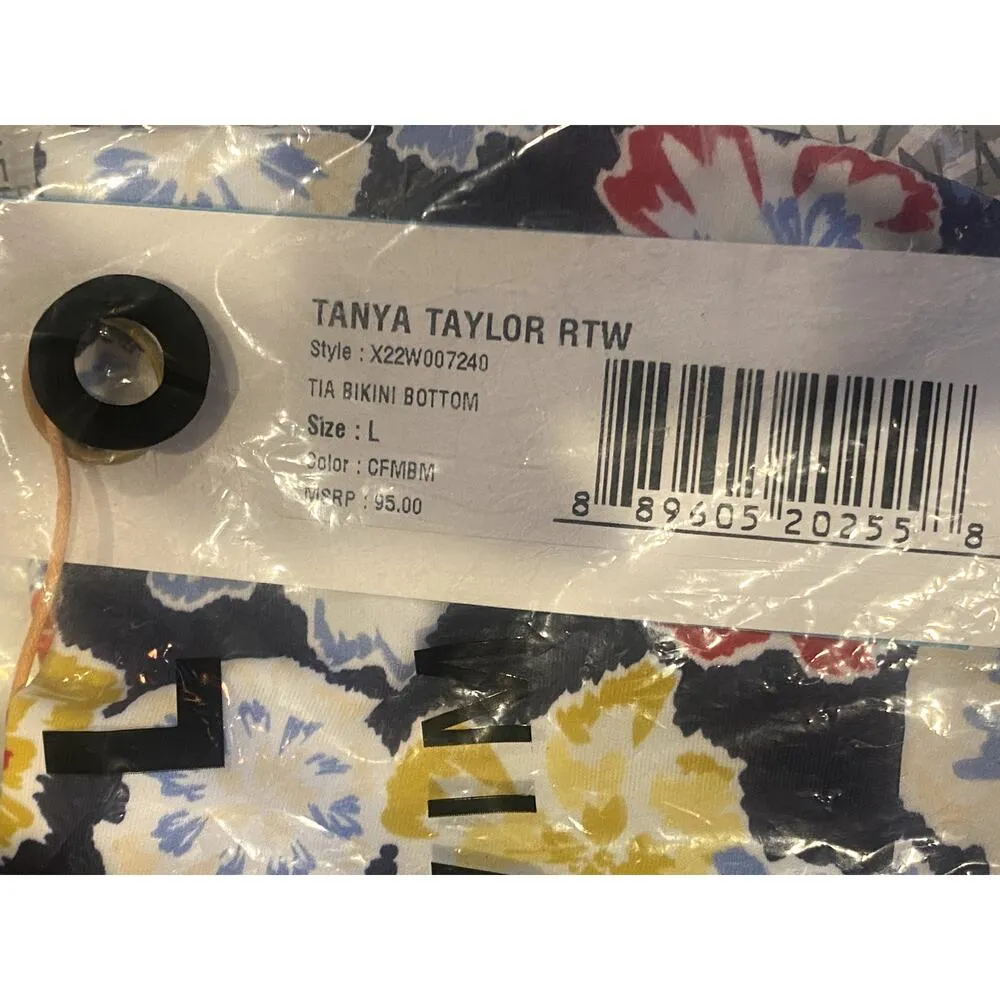 TANYA TAYLOR RTW
Style : X22W007240
TIA BIKINI BOTTOM
Size : L
Color : CFMBM
MSRP : 95.00
8 89605 20255 8